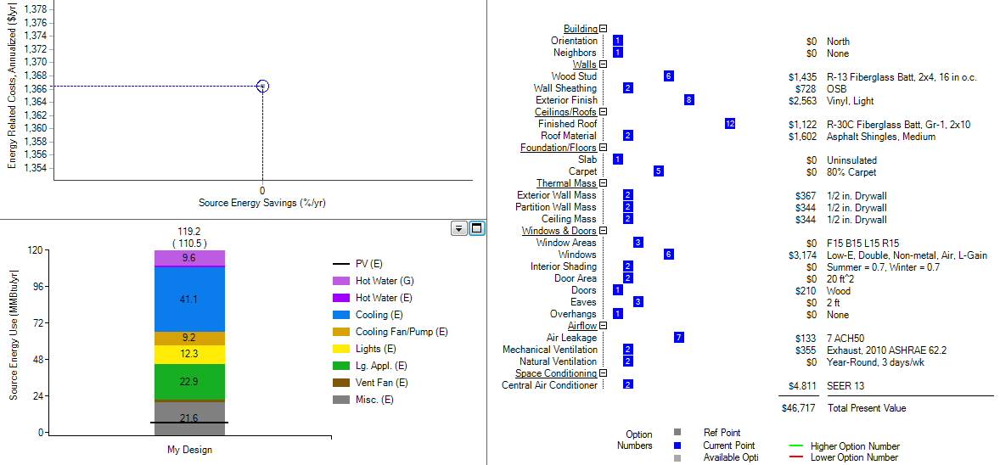 Energy Related Costs, Annualized ($/yr)
1,378
1,376
1,374
1,372
1,370
1,368
1,366
1,364
1,362
1,360
1,358
1,356
1,354
0
Source Energy Savings (%/yr)
119.2
( 110.5 )
Source Energy Use (MMBtu/yr)
120
96
72
48
24
0
9.6
41.1
9.2
12.3
22.9
21.6
My Design
PV (E)
Hot Water (G)
Hot Water (E)
Cooling (E)
Cooling Fan/Pump (E)
Lights (E)
Lg. Appl. (E)
Vent Fan (E)
Misc. (E)
Building
Orientation 1 $0 North
Neighbors 1 $0 None
Walls
Wood Stud 6 $1,435 R-13 Fiberglass Batt, 2x4, 16 in o.c.
Wall Sheathing 2 $728 OSB
Exterior Finish 8 $2,563 Vinyl, Light
Ceilings/Roofs
Finished Roof 12 $1,122 R-30C Fiberglass Batt, Gr-1, 2x10
Roof Material 2 $1,602 Asphalt Shingles, Medium
Foundation/Floors
Slab 1 $0 Uninsulated
Carpet 5 $0 80% Carpet
Thermal Mass
Exterior Wall Mass 2 $367 1/2 in. Drywall
Partition Wall Mass 2 $344 1/2 in. Drywall
Ceiling Mass 2 $344 1/2 in. Drywall
Windows & Doors
Window Areas 3 $0 F15 B15 L15 R15
Windows 6 $3,174 Low-E, Double, Non-metal, Air, L-Gain
Interior Shading 2 $0 Summer = 0.7, Winter = 0.7
Door Area 2 $0 20 ft^2
Doors 1 $210 Wood
Eaves 3 $0 2 ft
Overhangs 1 $0 None
Airflow
Air Leakage 7 $133 7 ACH50
Mechanical Ventilation 2 $355 Exhaust, 2010 ASHRAE 62.2
Natural Ventilation 2 $0 Year-Round, 3 days/wk
Space Conditioning
Central Air Conditioner 2 $4,811 SEER 13
$46,717 Total Present Value
Option Numbers
Ref Point
Current Point
Available Opti
Higher Option Number
Lower Option Number